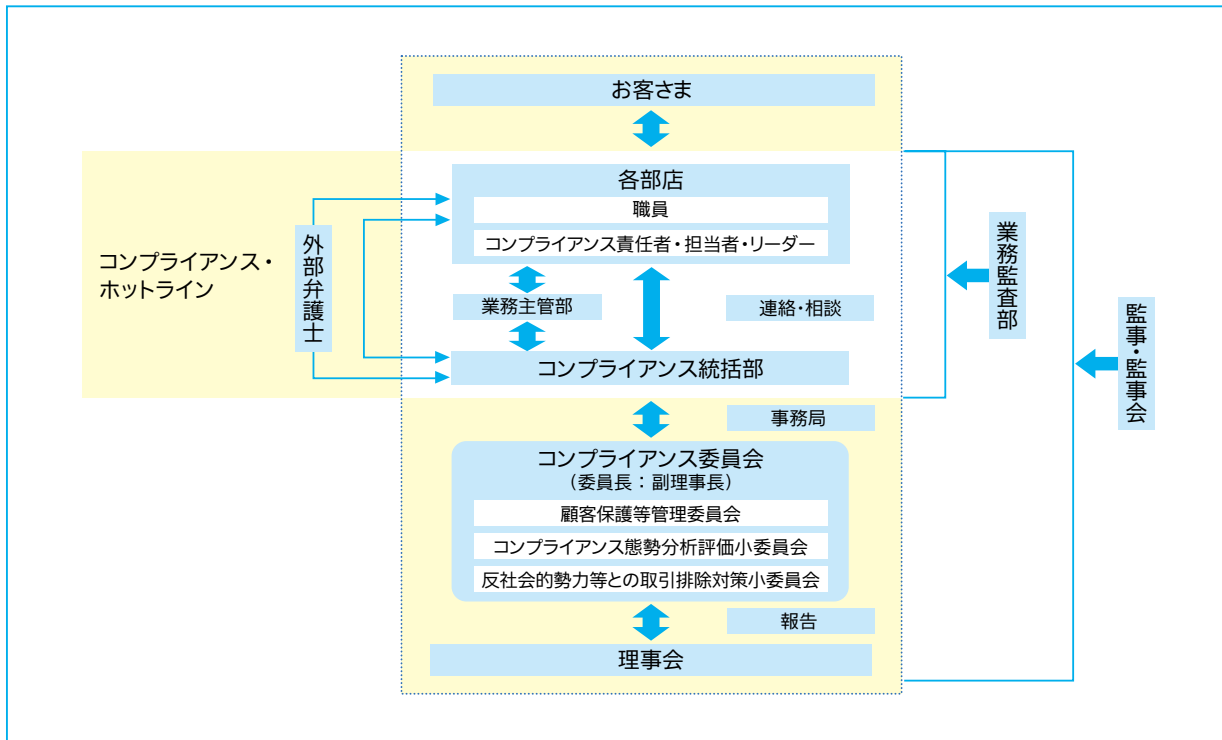 お客さま
各部店
職員
コンプライアンス責任者・担当者・リーダー
コンプライアンス・
ホットライン
外部弁護士
業務主管部
連絡・相談
コンプライアンス統括部
業務監査部
監事・監事会
事務局
コンプライアンス委員会
（委員長：副理事長）
顧客保護等管理委員会
コンプライアンス態勢分析評価小委員会
反社会的勢力等との取引排除対策小委員会
報告
理事会